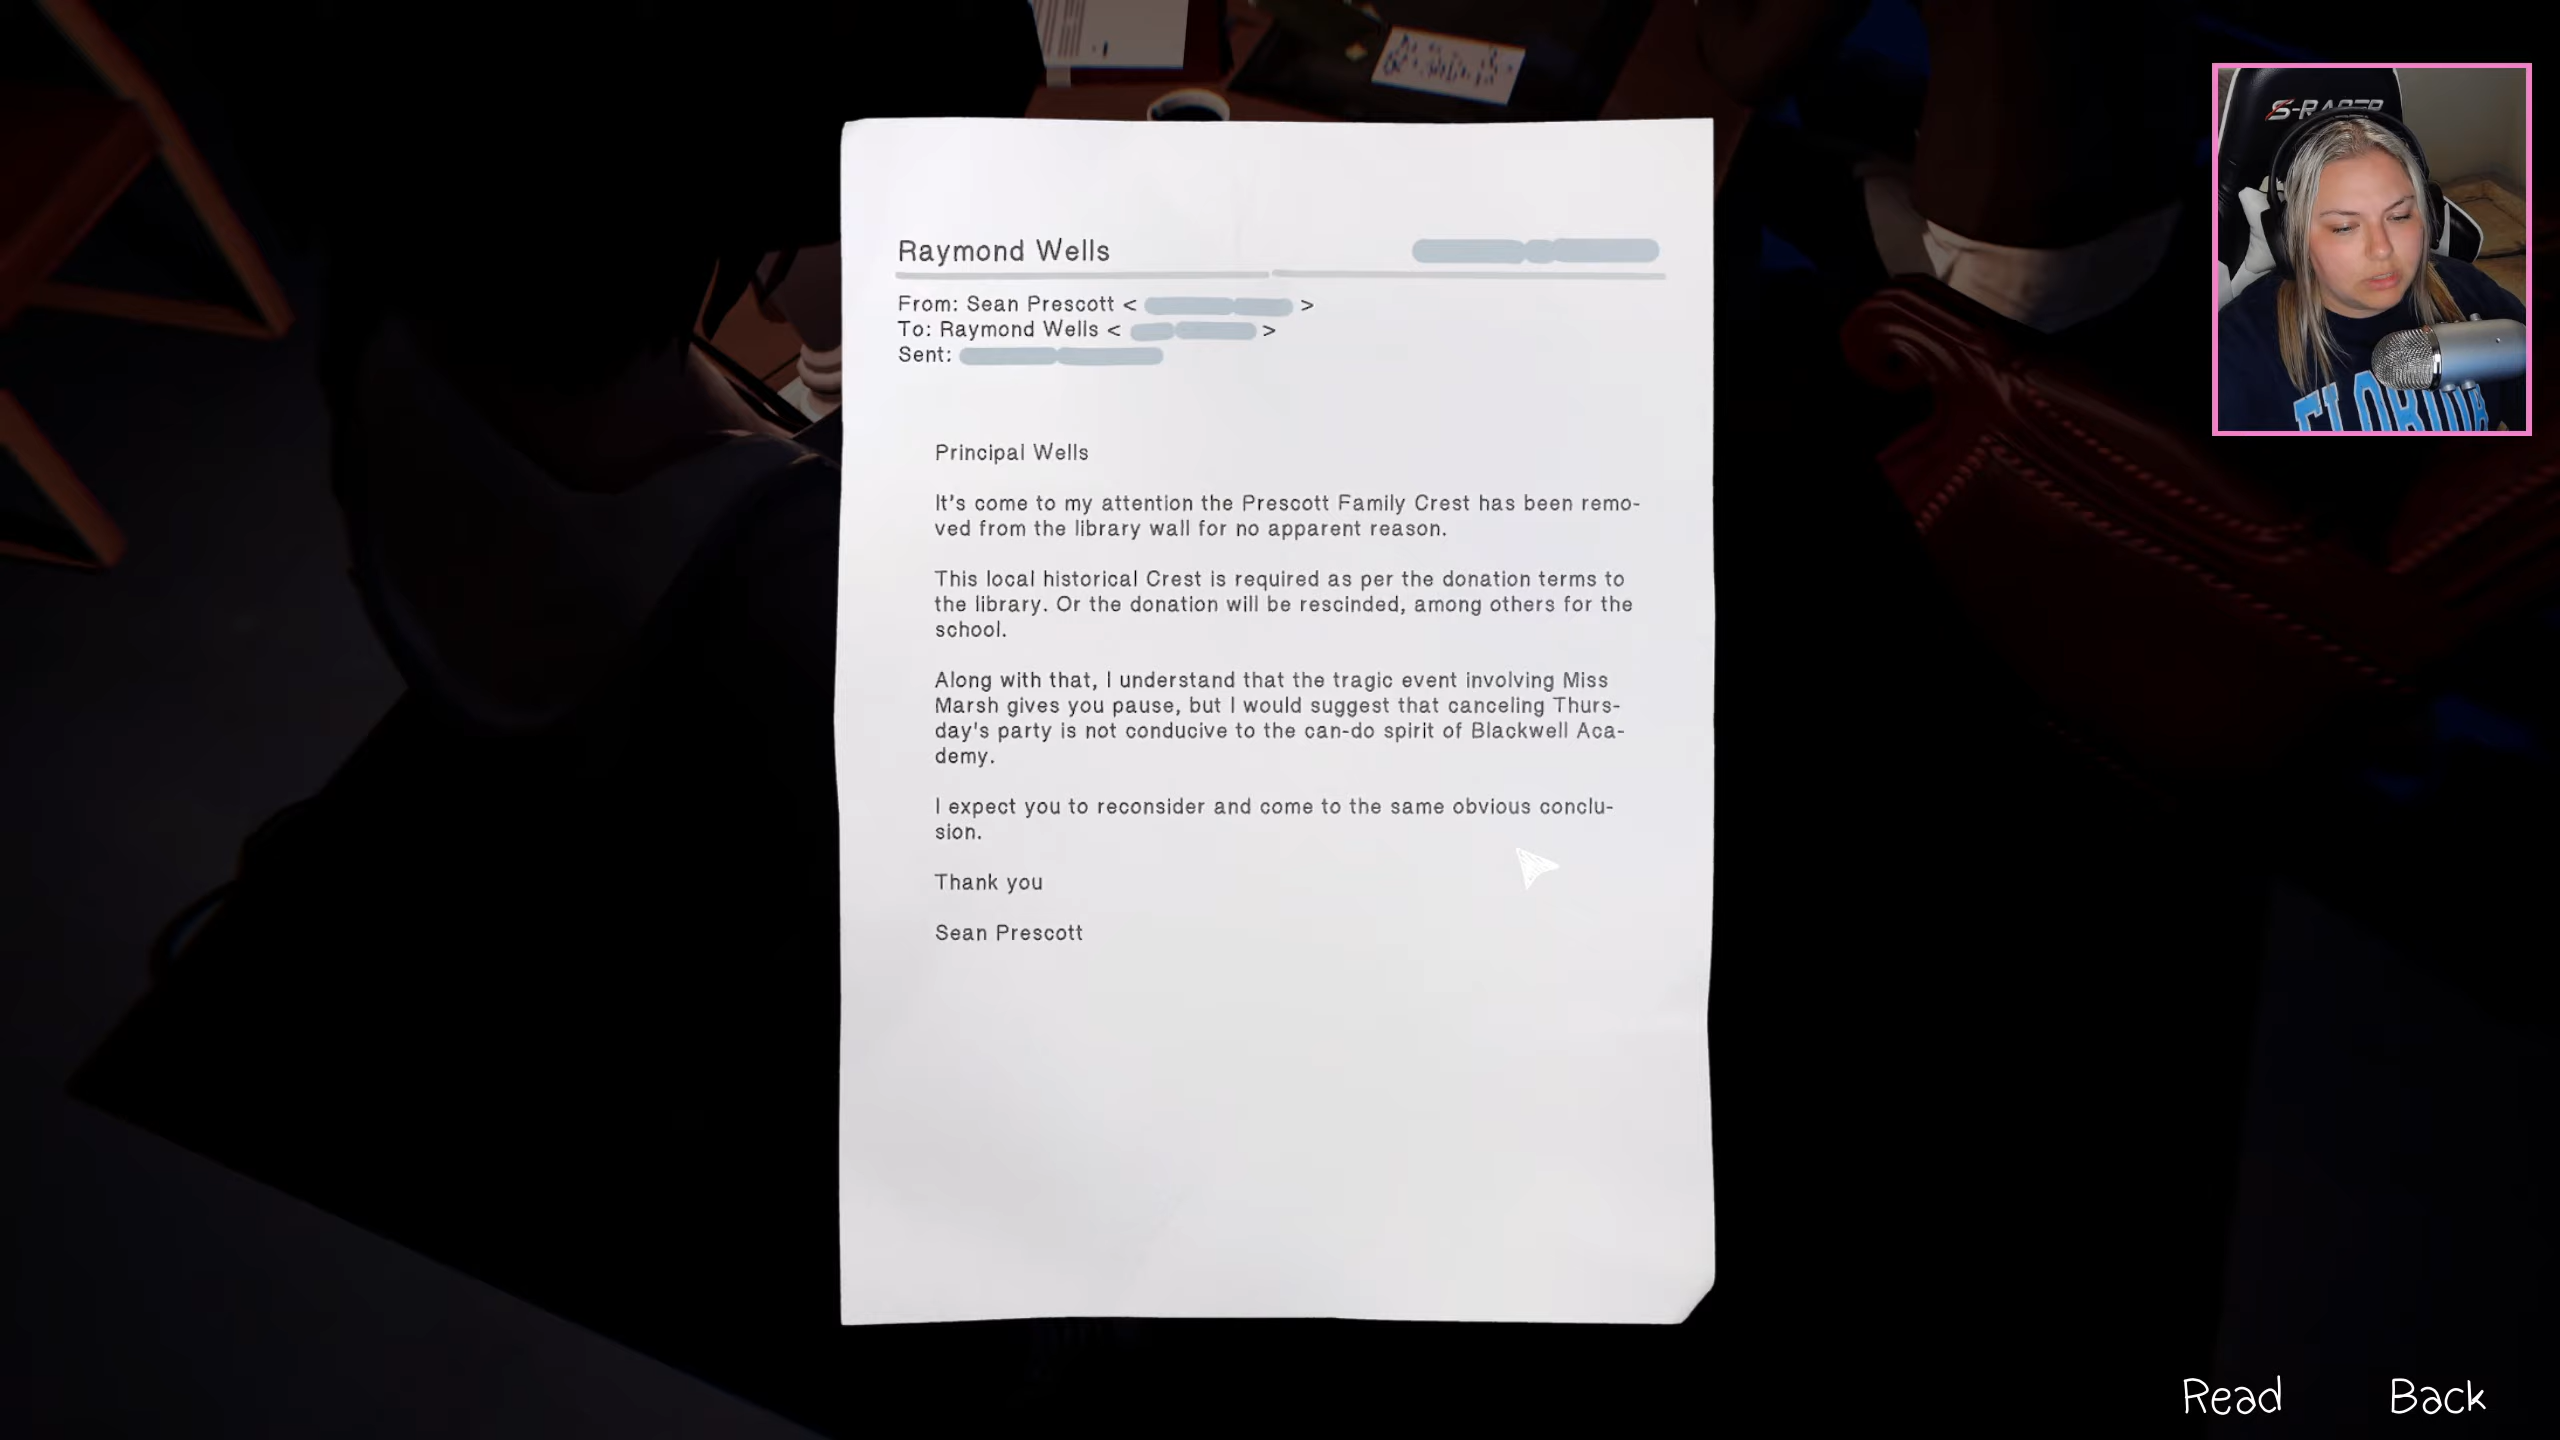 S-RACER
Raymond Wells
From: Sean Prescott < >
To: Raymond Wells < >
Sent:
Principal Wells
It's come to my attention the Prescott Family Crest has been remo-
ved from the library wall for no apparent reason.
This local historical Crest is required as per the donation terms to
the library. Or the donation will be rescinded, among others for the
school.
Along with that, I understand that the tragic event involving Miss
Marsh gives you pause, but I would suggest that canceling Thurs-
day's party is not conducive to the can-do spirit of Blackwell Aca-
demy.
I expect you to reconsider and come to the same obvious conclu-
sion.
Thank you
Sean Prescott
FLORIDA
Read Back